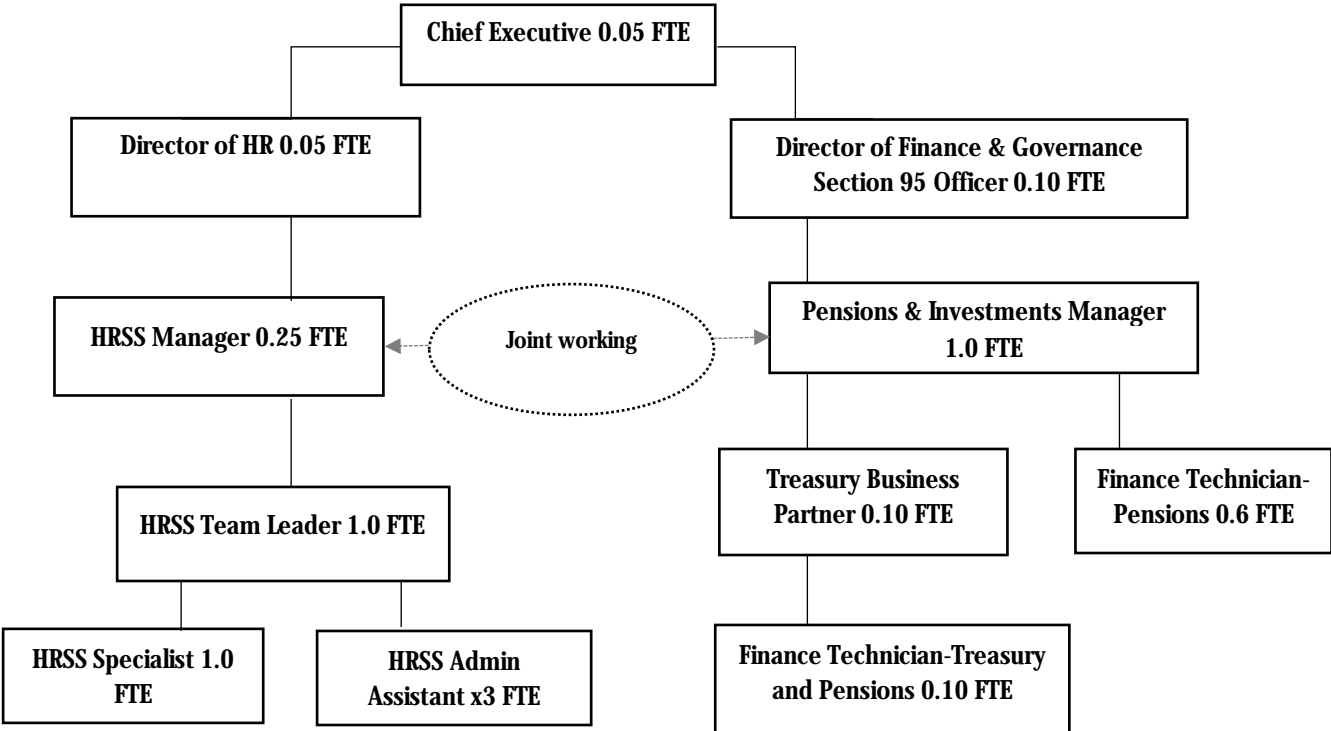 Chief Executive 0.05 FTE
Director of HR 0.05 FTE
Director of Finance & Governance
Section 95 Officer 0.10 FTE
HRSS Manager 0.25 FTE
Joint working
Pensions & Investments Manager
1.0 FTE
HRSS Team Leader 1.0 FTE
Treasury Business
Partner 0.10 FTE
Finance Technician-
Pensions 0.6 FTE
HRSS Specialist 1.0
FTE
HRSS Admin
Assistant x3 FTE
Finance Technician-Treasury
and Pensions 0.10 FTE